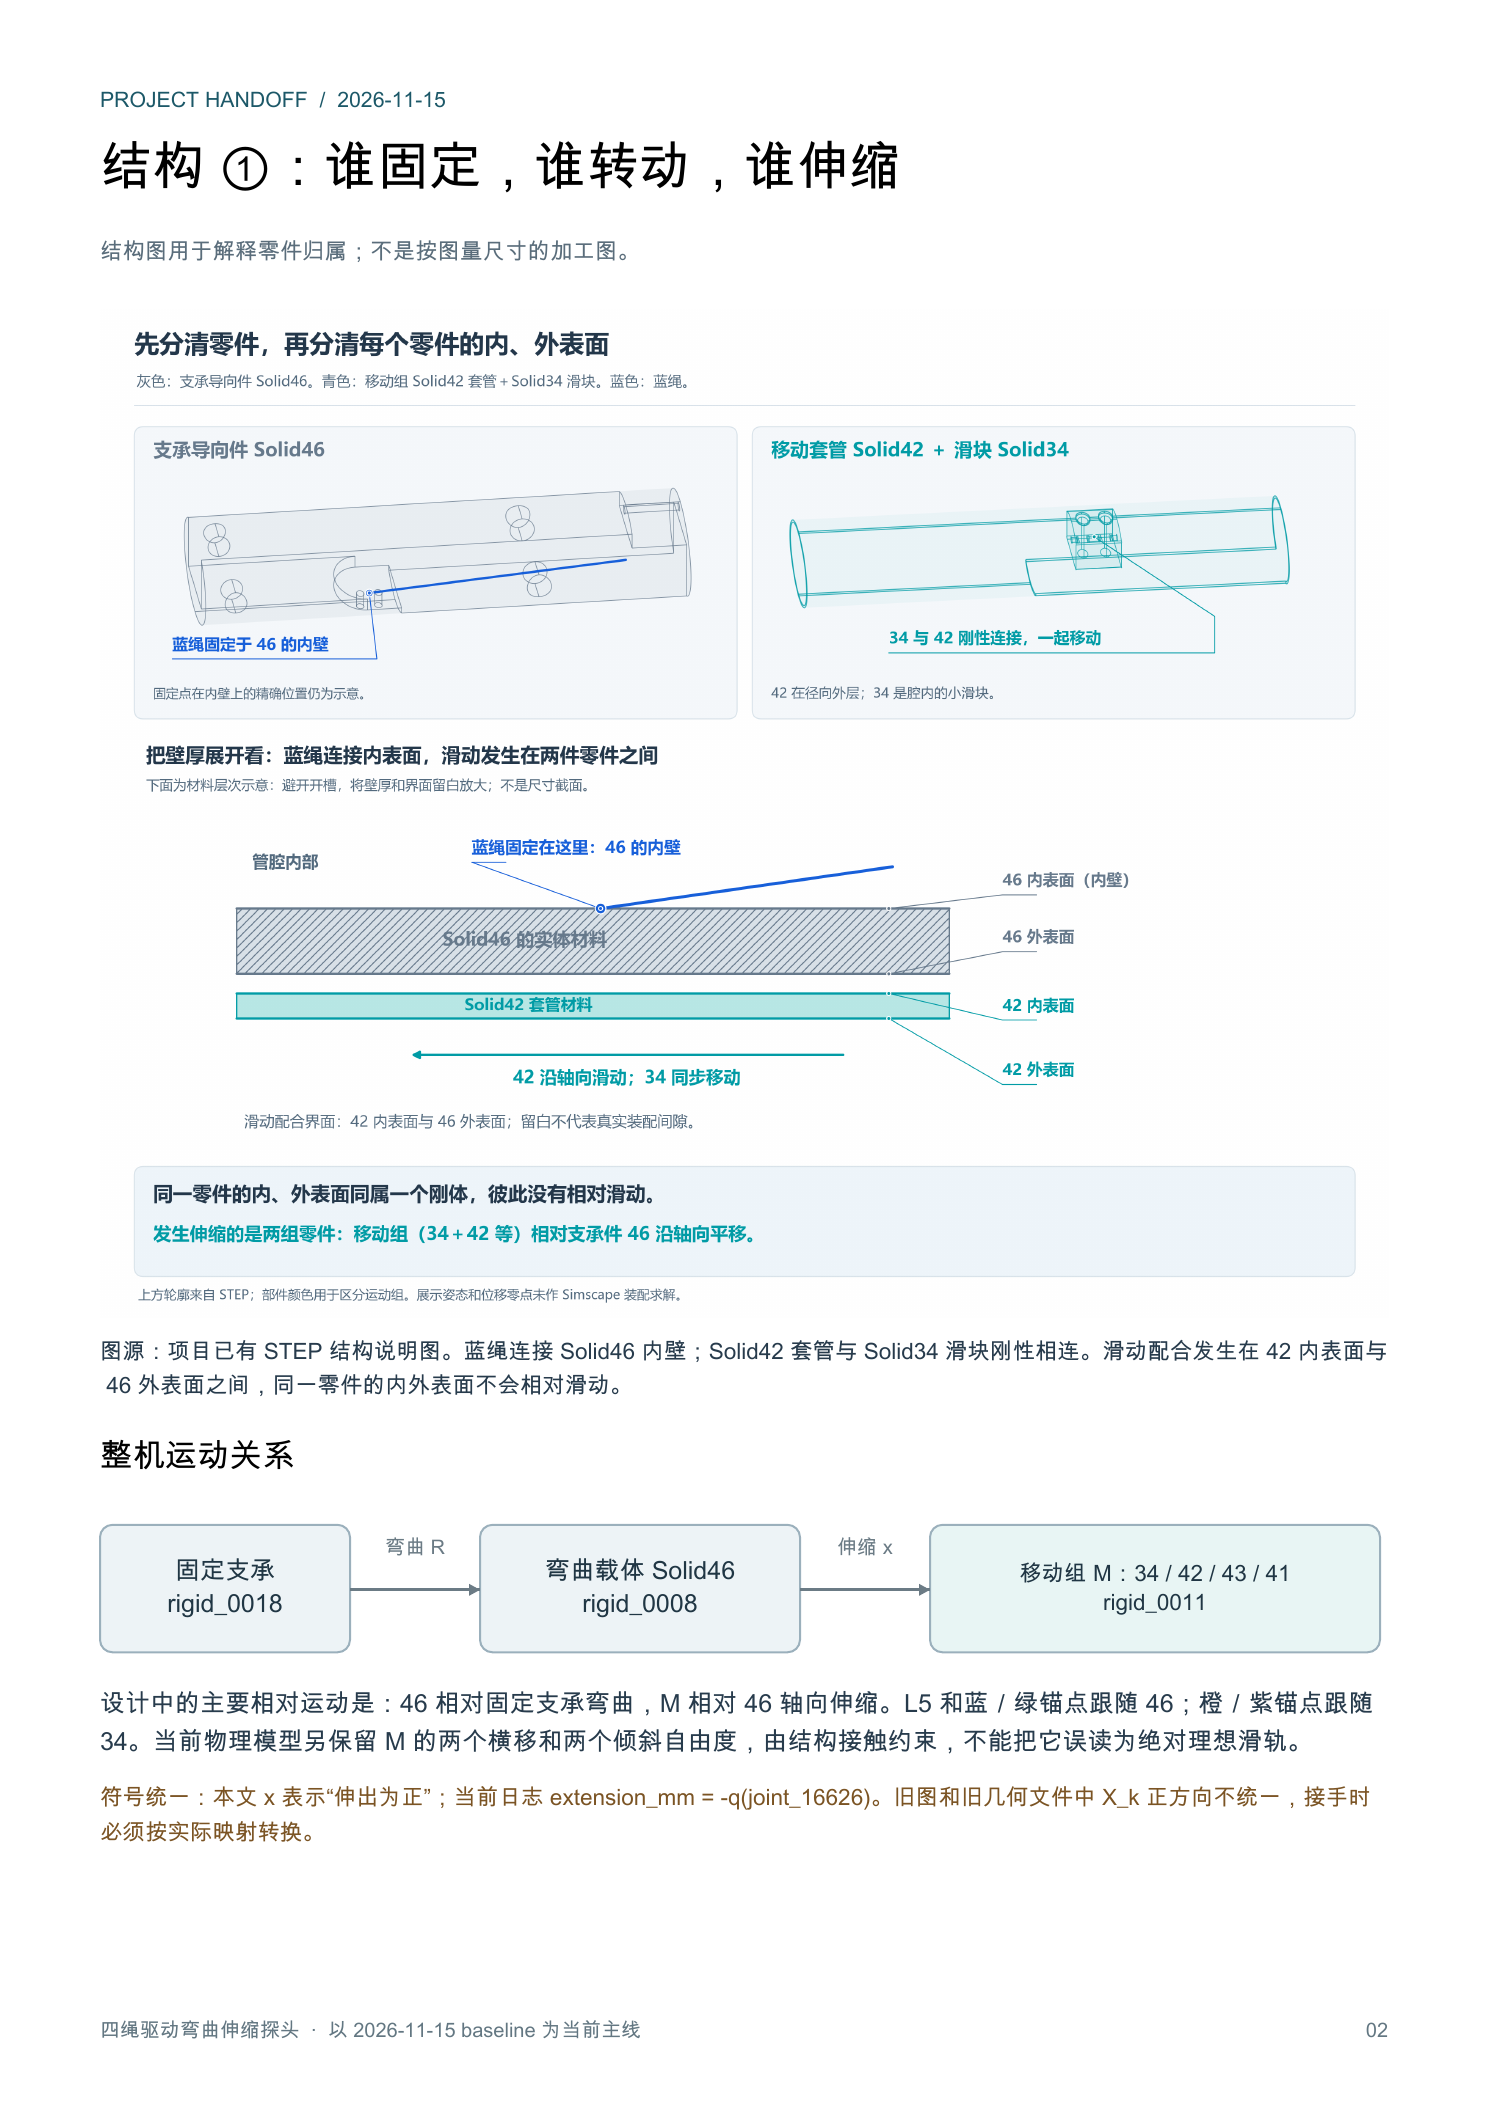 PROJECT HANDOFF / 2026-11-15
结构 ①：谁固定，谁转动，谁伸缩
结构图用于解释零件归属；不是按图量尺寸的加工图。
先分清零件，再分清每个零件的内、外表面
灰色：支承导向件 Solid46。青色：移动组 Solid42 套管＋Solid34 滑块。蓝色：蓝绳。
支承导向件 Solid46
蓝绳固定于 46 的内壁
固定点在内壁上的精确位置仍为示意。
移动套管 Solid42 ＋ 滑块 Solid34
34 与 42 刚性连接，一起移动
42 在径向外层；34 是腔内的小滑块。
把壁厚展开看：蓝绳连接内表面，滑动发生在两件零件之间
下面为材料层次示意：避开开槽，将壁厚和界面留白放大；不是尺寸截面。
管腔内部
蓝绳固定在这里：46 的内壁
46 内表面（内壁）
Solid46 的实体材料
46 外表面
Solid42 套管材料
42 内表面
42 外表面
42 沿轴向滑动；34 同步移动
滑动配合界面：42 内表面与 46 外表面；留白不代表真实装配间隙。
同一零件的内、外表面同属一个刚体，彼此没有相对滑动。
发生伸缩的是两组零件：移动组（34＋42 等）相对支承件 46 沿轴向平移。
上方轮廓来自 STEP；部件颜色用于区分运动组。展示姿态和位移零点未作 Simscape 装配求解。
图源：项目已有 STEP 结构说明图。蓝绳连接 Solid46 内壁；Solid42 套管与 Solid34 滑块刚性相连。滑动配合发生在 42 内表面与
46 外表面之间，同一零件的内外表面不会相对滑动。
整机运动关系
固定支承
rigid_0018
弯曲 R
弯曲载体 Solid46
rigid_0008
伸缩 x
移动组 M：34 / 42 / 43 / 41
rigid_0011
设计中的主要相对运动是：46 相对固定支承弯曲，M 相对 46 轴向伸缩。L5 和蓝 / 绿锚点跟随 46；橙 / 紫锚点跟随
34。当前物理模型另保留 M 的两个横移和两个倾斜自由度，由结构接触约束，不能把它误读为绝对理想滑轨。
符号统一：本文 x 表示“伸出为正”；当前日志 extension_mm = -q(joint_16626)。旧图和旧几何文件中 X_k 正方向不统一，接手时
必须按实际映射转换。
四绳驱动弯曲伸缩探头 · 以 2026-11-15 baseline 为当前主线
02